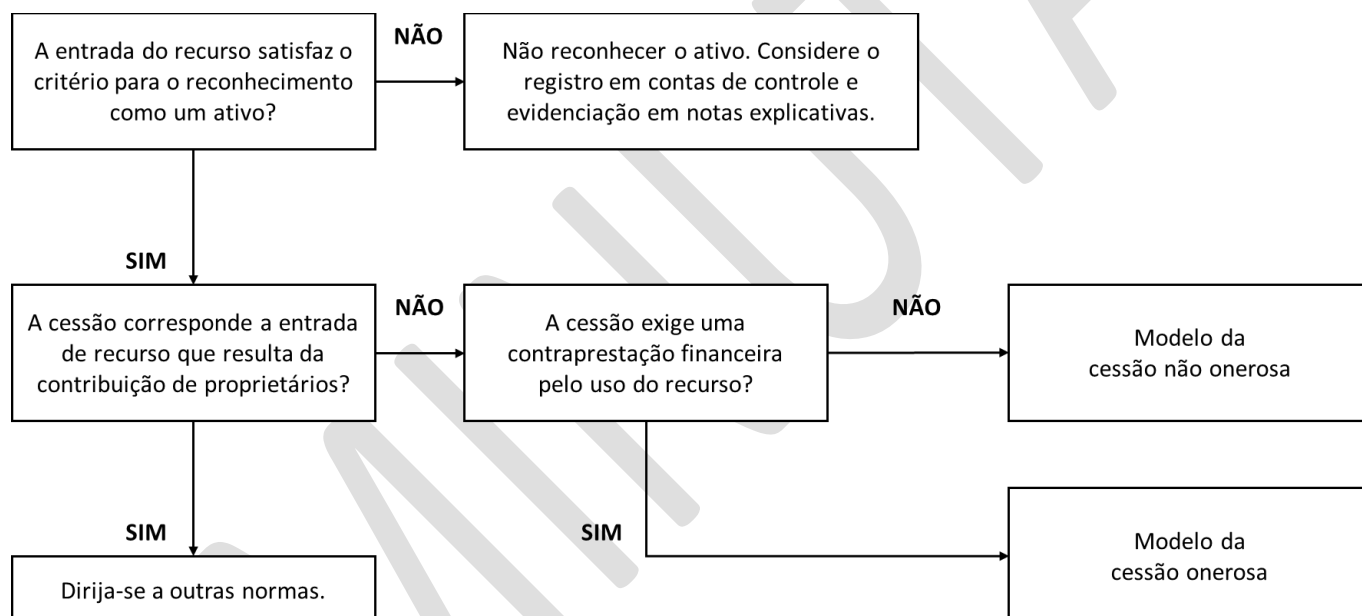 A entrada do recurso satisfaz o
critério para o reconhecimento
como um ativo?
NÃO
Não reconhecer o ativo. Considere o
registro em contas de controle e
evidenciação em notas explicativas.
SIM
A cessão corresponde a entrada
de recurso que resulta da
contribuição de proprietários?
NÃO
A cessão exige uma
contraprestação financeira
pelo uso do recurso?
NÃO
Modelo da
cessão não onerosa
SIM
Dirija-se a outras normas.
SIM
Modelo da
cessão onerosa
MINUTA